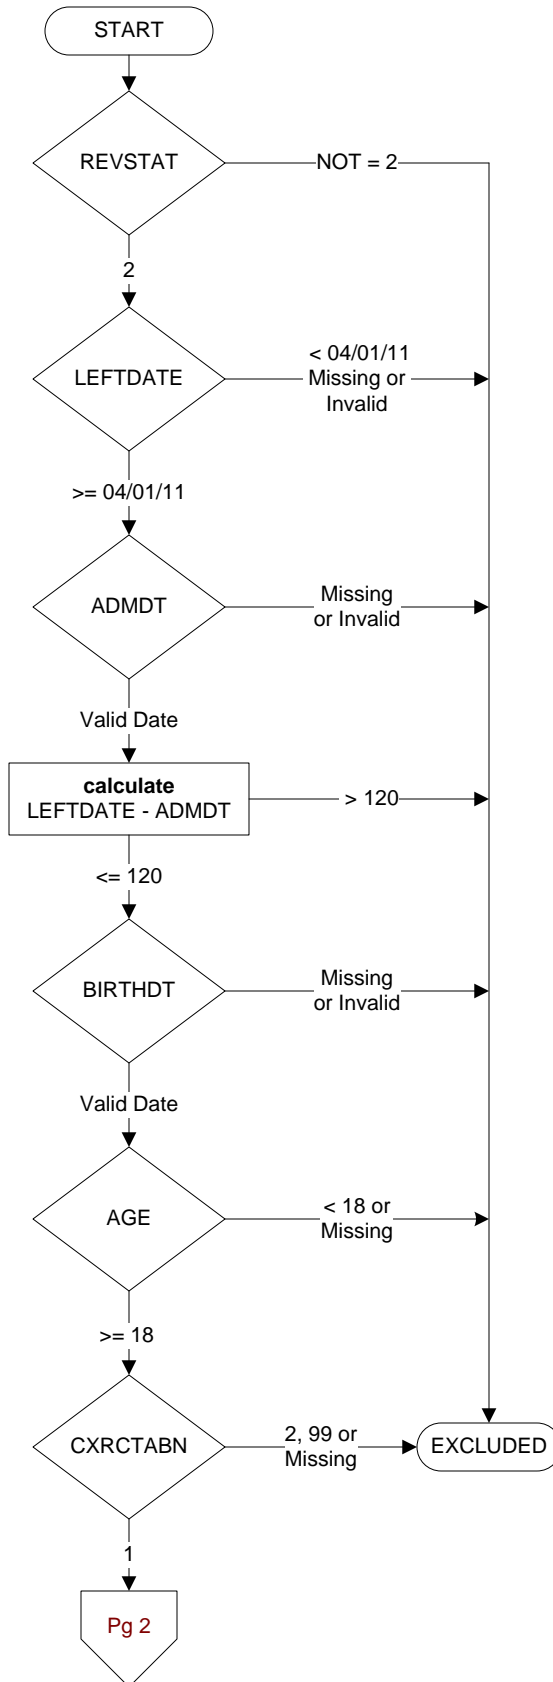 START
REVSTAT
NOT = 2
2
LEFTDATE
< 04/01/11
Missing or
Invalid
>= 04/01/11
ADMDT
Missing
or Invalid
Valid Date
calculate
LEFTDATE - ADMDT
> 120
<= 120
BIRTHDT
Missing
or Invalid
Valid Date
AGE
< 18 or
Missing
>= 18
CXRCTABN
2, 99 or
Missing
EXCLUDED
1
Pg 2